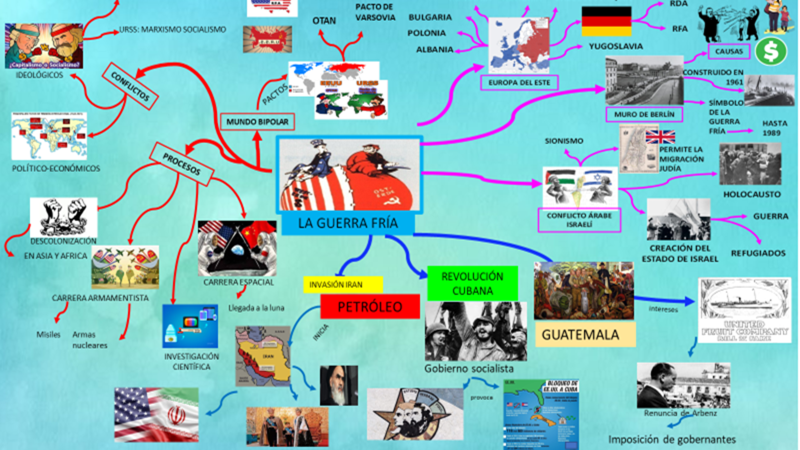 URSS: MARXISMO SOCIALISMO
¿Capitalismo o Socialismo?
IDEOLÓGICOS
CONFLICTOS
POLÍTICO-ECONÓMICOS
PROCESOS
DESCOLONIZACIÓN
EN ASIA Y AFRICA
CARRERA ARMAMENTISTA
Misiles
Armas
nucleares
INVESTIGACIÓN
CIENTÍFICA
CARRERA ESPACIAL
Llegada a la luna
OTAN
PACTO DE
VARSOVIA
PACTOS
MUNDO BIPOLAR
LA GUERRA FRÍA
BULGARIA
POLONIA
ALBANIA
EUROPA DEL ESTE
RDA
RFA
YUGOSLAVIA
CAUSAS
CONSTRUIDO EN
1961
MURO DE BERLÍN
SÍMBOLO
DE LA
GUERRA
FRÍA
HASTA
1989
SIONISMO
PERMITE LA
MIGRACIÓN
JUDÍA
HOLOCAUSTO
CONFLICTO ÁRABE
ISRAELÍ
CREACIÓN DEL
ESTADO DE ISRAEL
GUERRA
REFUGIADOS
INVASIÓN IRAN
PETRÓLEO
INICIA
IRAN
REVOLUCIÓN
CUBANA
Gobierno socialista
provoca
BLOQUEO DE
EE.UU. A CUBA
GUATEMALA
intereses
UNITED
FRUIT COMPANY
Renuncia de Arbenz
Imposición de gobernantes